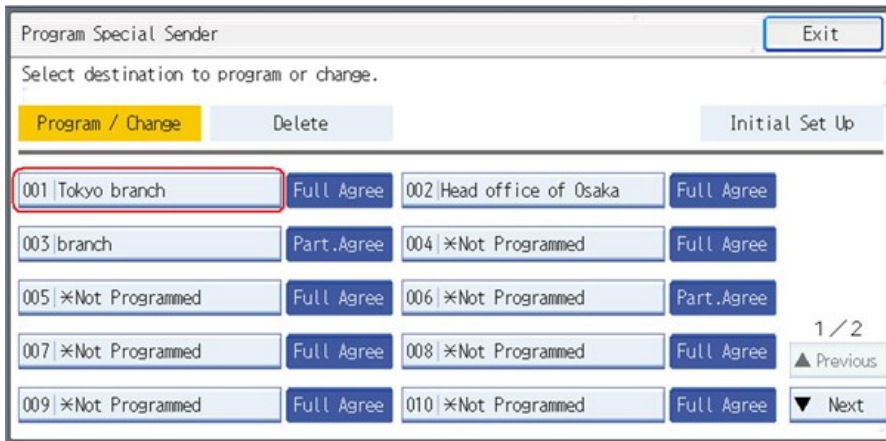 Program Special Sender Exit
Select destination to program or change.
Program / Change Delete Initial Set Up
001 Tokyo branch Full Agree 002 Head office of Osaka Full Agree
003 branch Part.Agree 004 ✳Not Programmed Full Agree
005 ✳Not Programmed Full Agree 006 ✳Not Programmed Part.Agree
1/2
007 ✳Not Programmed Full Agree 008 ✳Not Programmed Full Agree ▲ Previous
009 ✳Not Programmed Full Agree 010 ✳Not Programmed Full Agree ▼ Next